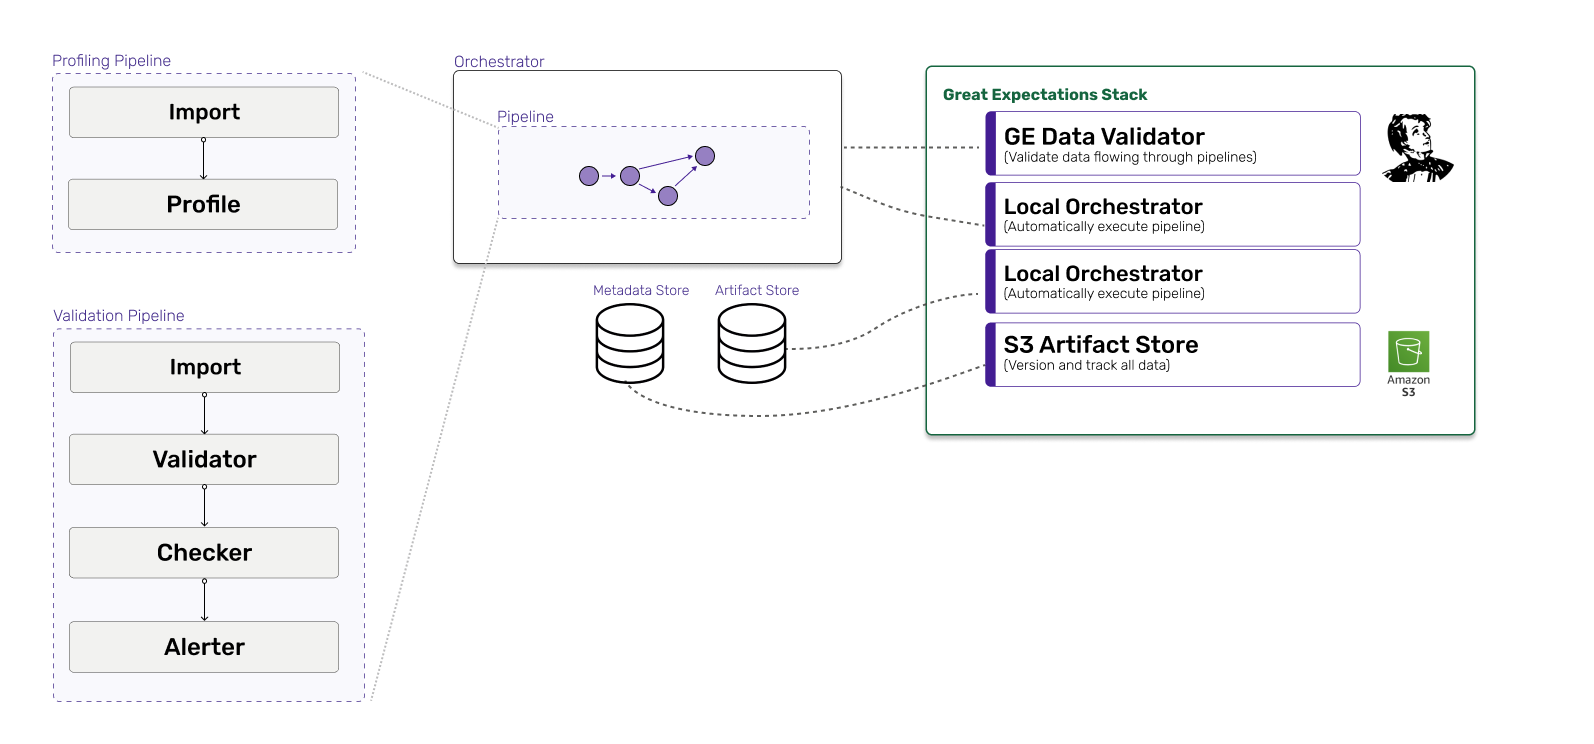 Profiling Pipeline
Import
Profile
Validation Pipeline
Import
Validator
Checker
Alerter
Orchestrator
Pipeline
Metadata Store
Artifact Store
Great Expectations Stack
GE Data Validator
(Validate data flowing through pipelines)
Local Orchestrator
(Automatically execute pipeline)
Local Orchestrator
(Automatically execute pipeline)
S3 Artifact Store
(Version and track all data)
Amazon
S3